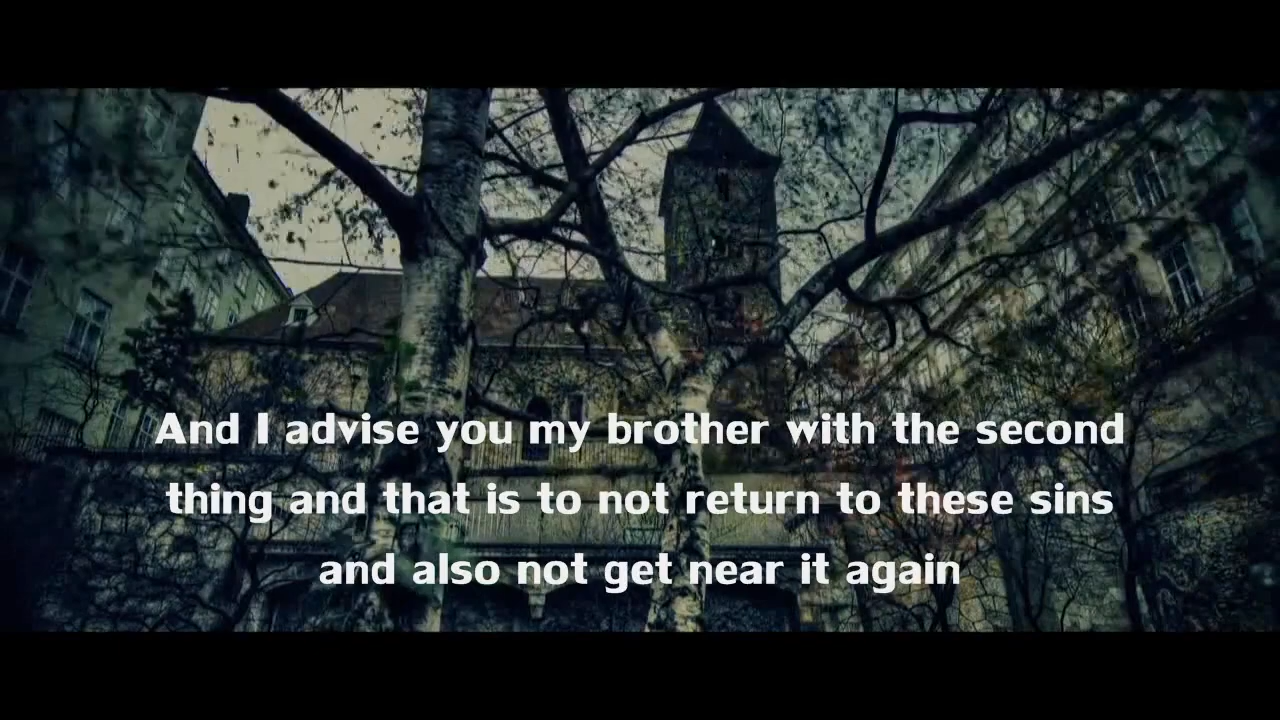 And I advise you my brother with the second
thing and that is to not return to these sins
and also not get near it again